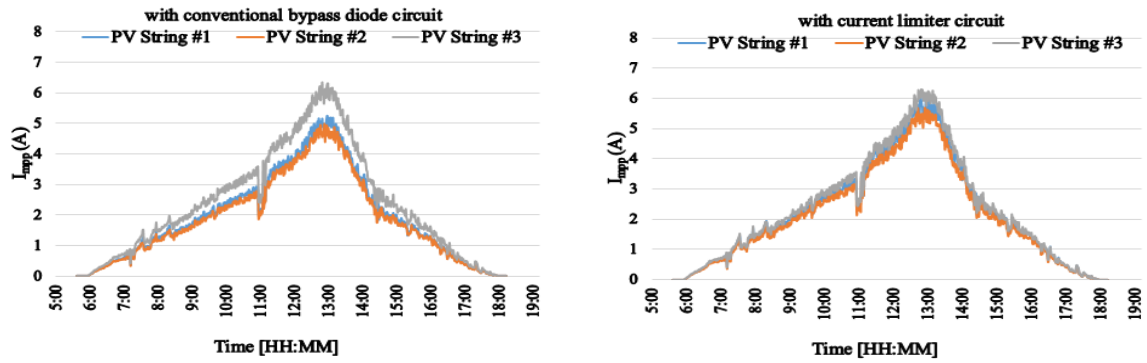 with conventional bypass diode circuit
PV String #1 PV String #2 PV String #3
8
7
6
5
4
3
2
1
0
I_mpp (A)
5:00 6:00 7:00 8:00 9:00 10:00 11:00 12:00 13:00 14:00 15:00 16:00 17:00 18:00 19:00
Time [HH:MM]
with current limiter circuit
PV String #1 PV String #2 PV String #3
8
7
6
5
4
3
2
1
0
I_mpp (A)
5:00 6:00 7:00 8:00 9:00 10:00 11:00 12:00 13:00 14:00 15:00 16:00 17:00 18:00 19:00
Time [HH:MM]